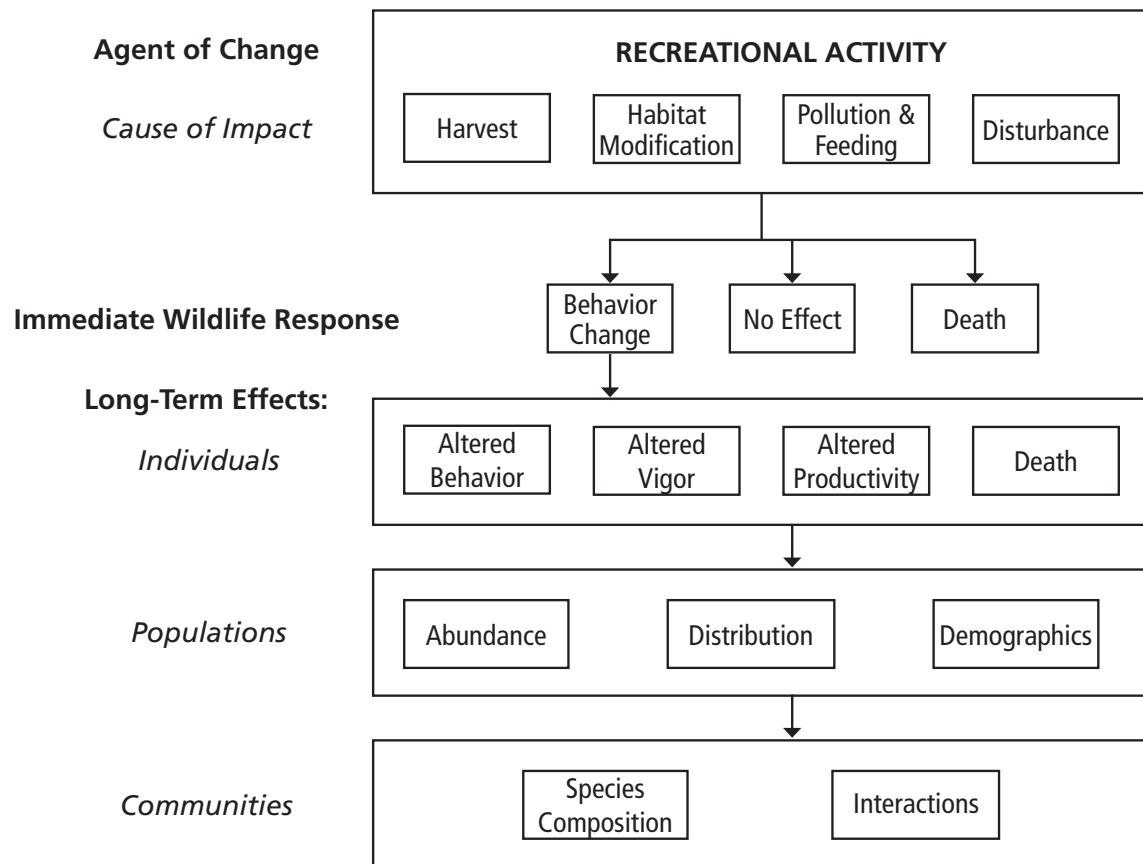 Agent of Change
RECREATIONAL ACTIVITY
Cause of Impact
Harvest
Habitat
Modification
Pollution &
Feeding
Disturbance
Immediate Wildlife Response
Behavior
Change
No Effect
Death
Long-Term Effects:
Individuals
Altered
Behavior
Altered
Vigor
Altered
Productivity
Death
Populations
Abundance
Distribution
Demographics
Communities
Species
Composition
Interactions